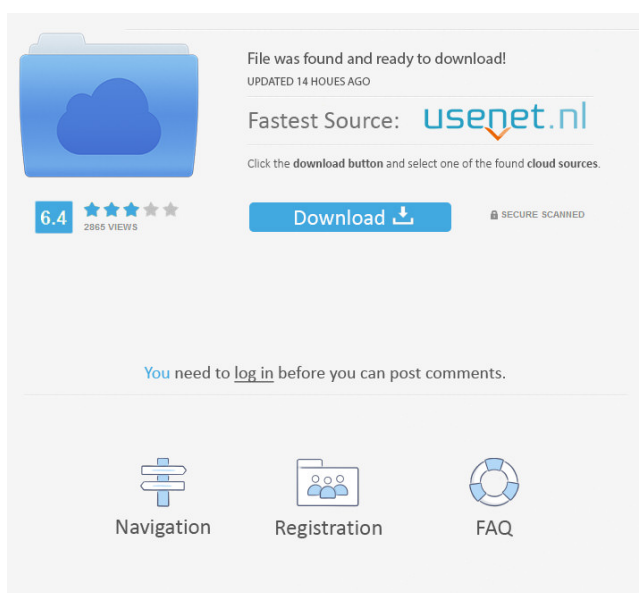 File was found and ready to download!
UPDATED 14 HOUES AGO
Fastest Source: usenet.nl
Click the download button and select one of the found cloud sources.
6.4
2865 VIEWS
Download
SECURE SCANNED
You need to log in before you can post comments.
Navigation
Registration
FAQ